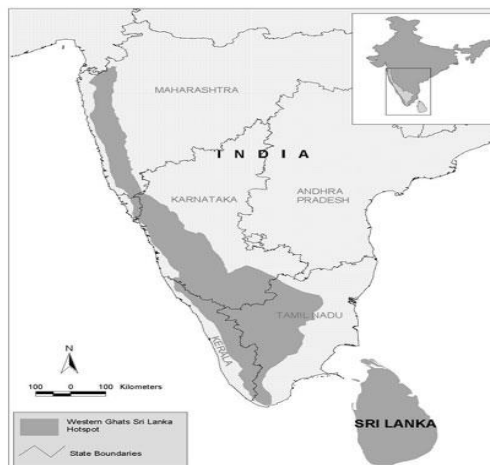 MAHARASHTRA
INDIA
KARNATAKA
ANDHRA
PRADESH
TAMIL NADU
KERALA
N
100 0 100 Kilometers
SRI LANKA
Western Ghats Sri Lanka
Hotspot
State Boundaries